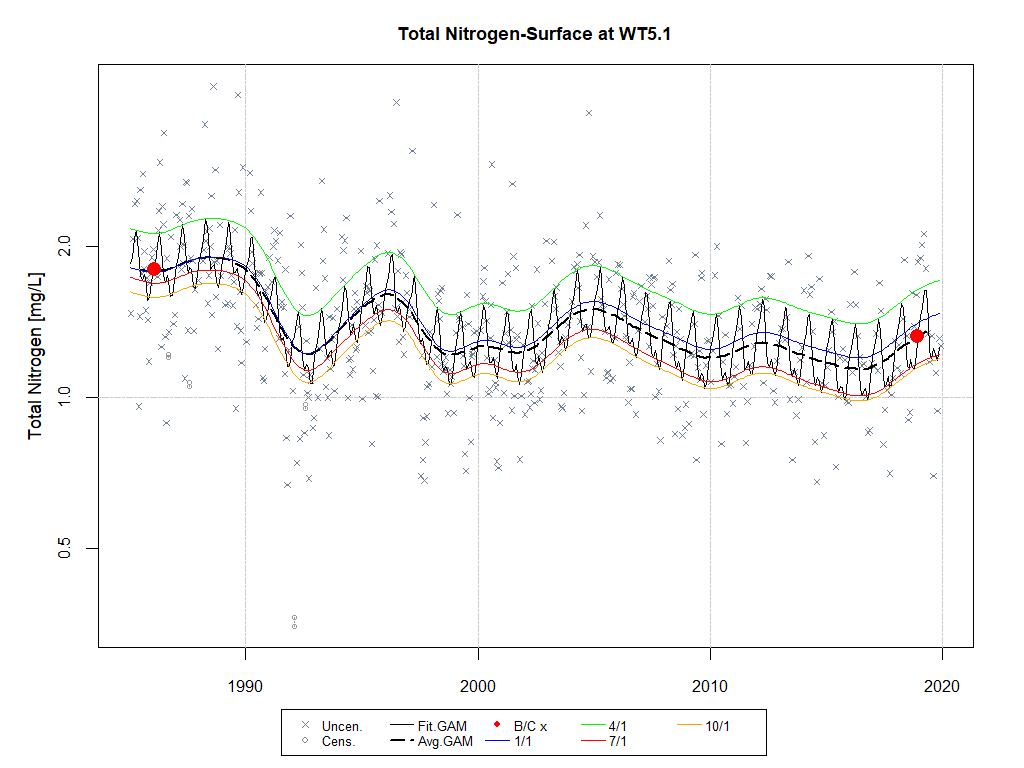 Total Nitrogen-Surface at WT5.1
Total Nitrogen [mg/L]
2.0
1.0
0.5
1990 2000 2010 2020
Uncen. Fit.GAM B/C x 4/1 10/1
Cens. Avg.GAM 1/1 7/1